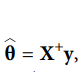 θ̂ = X⁺y,